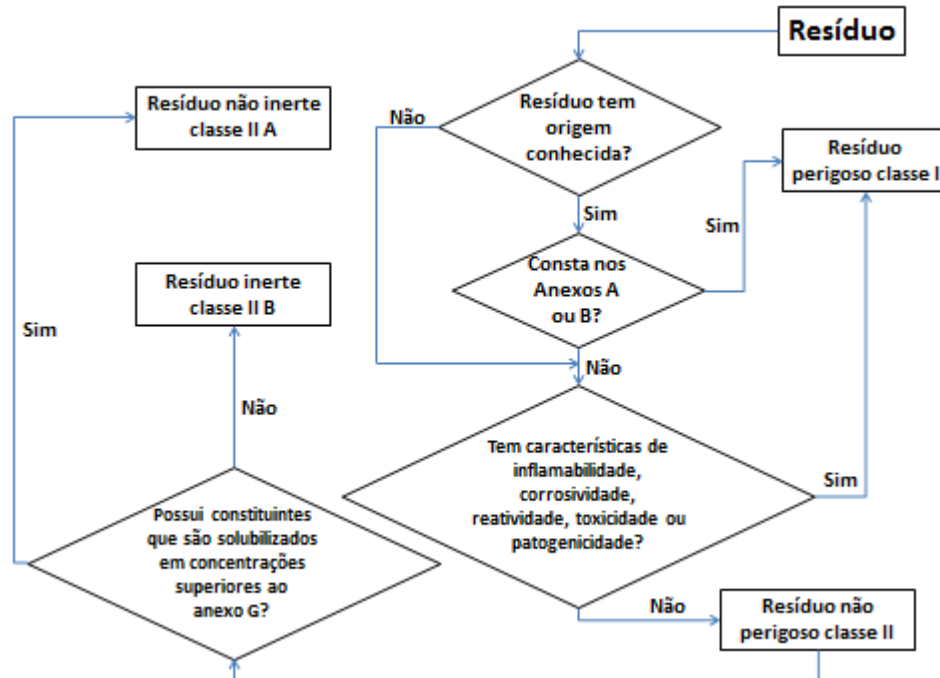 Resíduo
Resíduo tem
origem
conhecida?
Não
Sim
Consta nos
Anexos A
ou B?
Sim
Resíduo
perigoso classe I
Não
Tem características de
inflamabilidade,
corrosividade,
reatividade, toxicidade ou
patogenicidade?
Sim
Não
Resíduo não
perigoso classe II
Possui constituintes
que são solubilizados
em concentrações
superiores ao
anexo G?
Não
Resíduo inerte
classe II B
Sim
Resíduo não inerte
classe II A